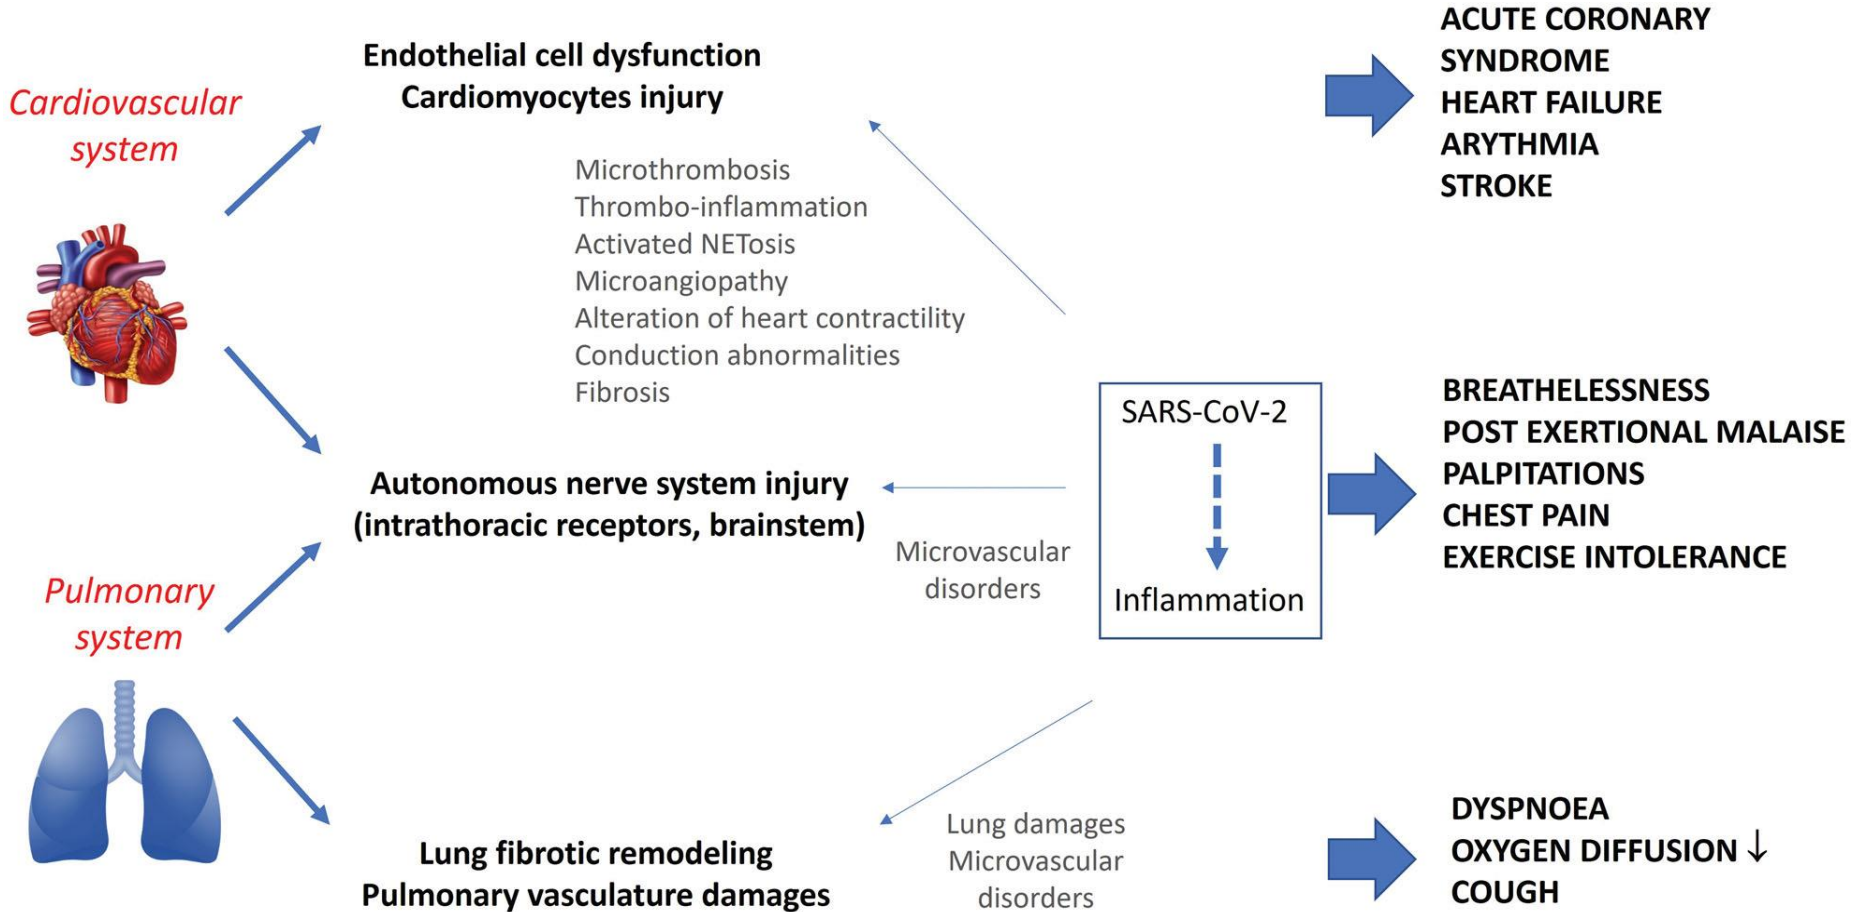 Cardiovascular
system
Endothelial cell dysfunction
Cardiomyocytes injury
Microthrombosis
Thrombo-inflammation
Activated NETosis
Microangiopathy
Alteration of heart contractility
Conduction abnormalities
Fibrosis
ACUTE CORONARY
SYNDROME
HEART FAILURE
ARYTHMIA
STROKE
Autonomous nerve system injury
(intrathoracic receptors, brainstem)
Microvascular
disorders
SARS-CoV-2
Inflammation
BREATHELESSNESS
POST EXERTIONAL MALAISE
PALPITATIONS
CHEST PAIN
EXERCISE INTOLERANCE
Pulmonary
system
Lung fibrotic remodeling
Pulmonary vasculature damages
Lung damages
Microvascular
disorders
DYSPNOEA
OXYGEN DIFFUSION ↓
COUGH